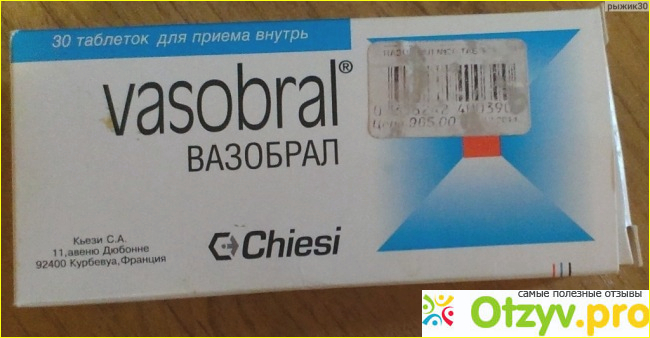 рыжик30
30 таблеток для приема внутрь
vasobral®
ВАЗОБРАЛ
Кьези С.А.
11,авеню Дюбонне
92400 Курбевуа,Франция
Chiesi
самые полезные отзывы
Otzyv.pro